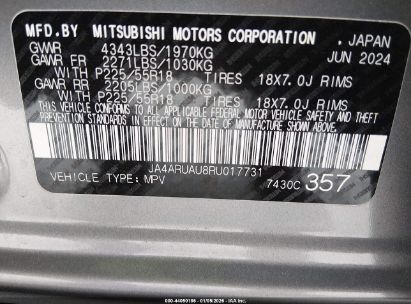 MFD.BY MITSUBISHI MOTORS CORPORATION ,JAPAN
GVWR 4343LBS/1970KG JUN 2024
GAWR FR 2271LBS/1030KG
WITH P225/55R18 TIRES 18X7.0J RIMS
GAWR RR 2205LBS/1000KG
WITH P225/55R18 TIRES 18X7.0J RIMS
THIS VEHICLE CONFORMS TO ALL APPLICABLE FEDERAL MOTOR VEHICLE SAFETY, BUMPER AND THEFT
PREVENTION STANDARDS IN EFFECT ON THE DATE OF MANUFACTURE SHOWN ABOVE.
JA4ARUAU8RU017731
VEHICLE TYPE: MPV 7430C 357